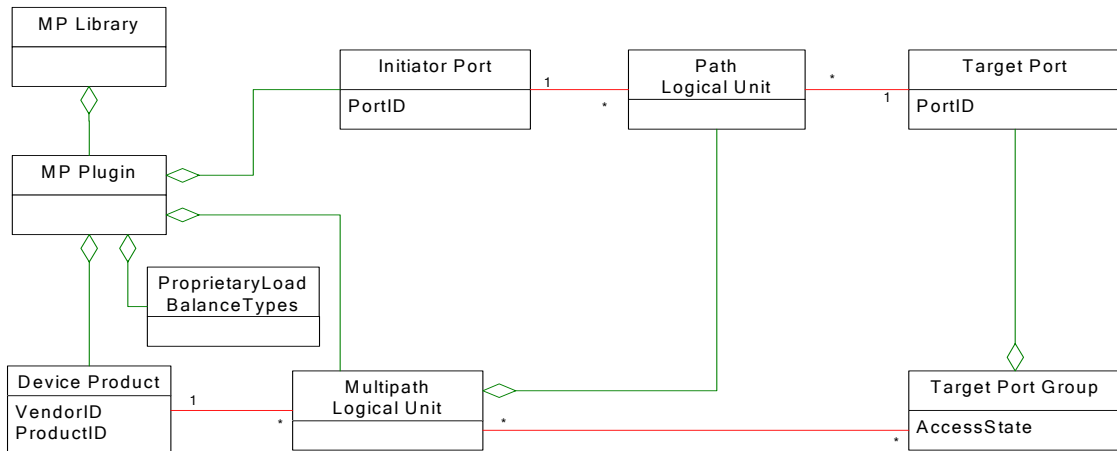 MP Library
Initiator Port
PortID
1
*
Path
Logical Unit
*
1
Target Port
PortID
MP Plugin
ProprietaryLoad
BalanceTypes
Device Product
VendorID
ProductID
1
*
Multipath
Logical Unit
*
*
Target Port Group
AccessState